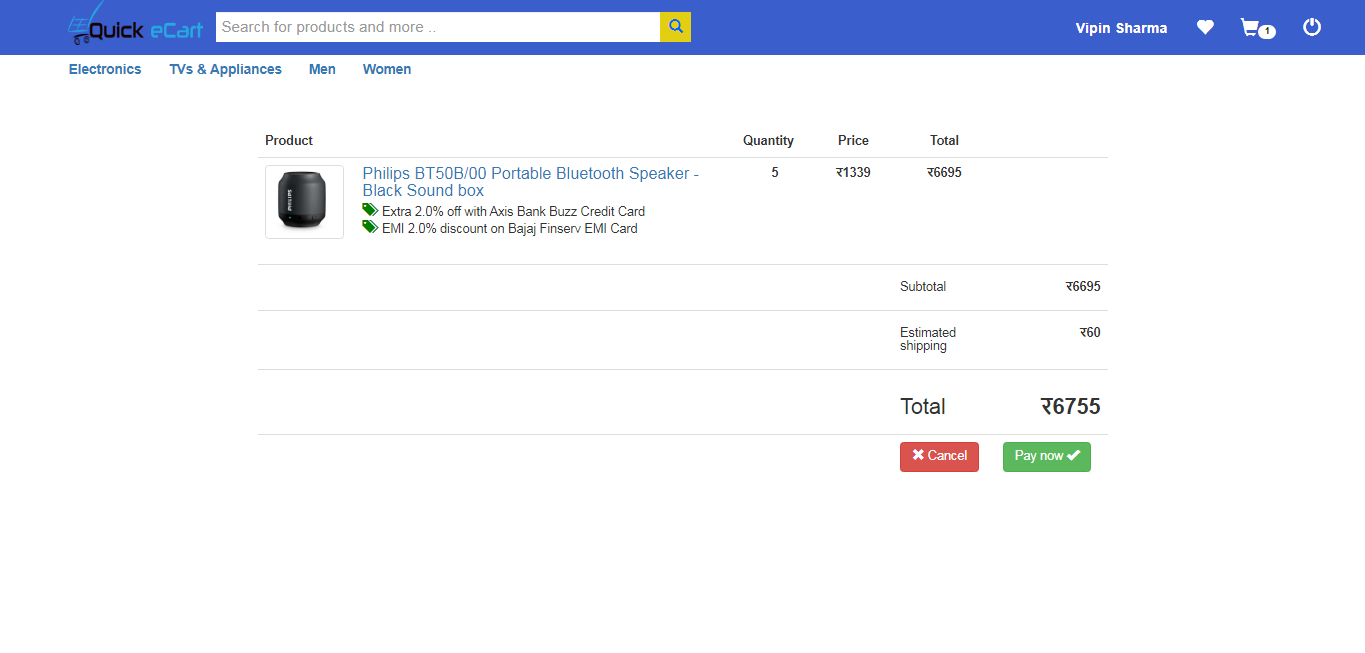 Quick eCart
Search for products and more ..
Vipin Sharma
1
Electronics TVs & Appliances Men Women
Product Quantity Price Total
Philips BT50B/00 Portable Bluetooth Speaker -
Black Sound box
5 ₹1339 ₹6695
PHILIPS
Extra 2.0% off with Axis Bank Buzz Credit Card
EMI 2.0% discount on Bajaj Finserv EMI Card
Subtotal ₹6695
Estimated
shipping
₹60
Total ₹6755
Cancel Pay now